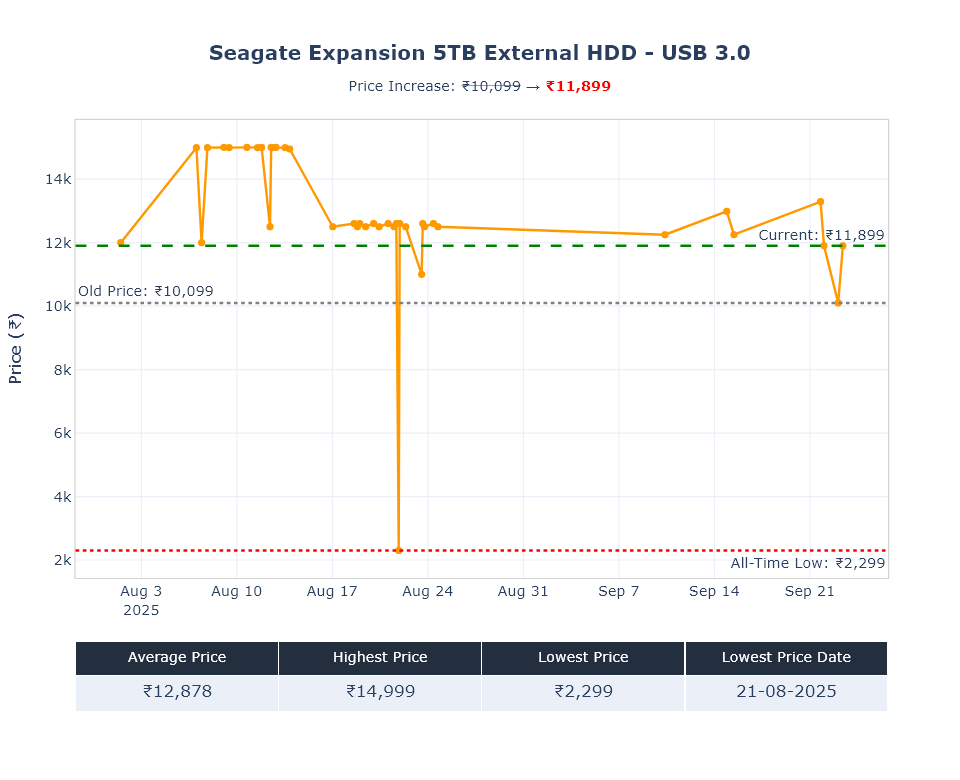 Seagate Expansion 5TB External HDD - USB 3.0
Price Increase: ₹10,099 → ₹11,899
Price (₹)
14k
12k
10k
8k
6k
4k
2k
Current: ₹11,899
Old Price: ₹10,099
All-Time Low: ₹2,299
Aug 3 Aug 10 Aug 17 Aug 24 Aug 31 Sep 7 Sep 14 Sep 21
2025
Average Price Highest Price Lowest Price Lowest Price Date
₹12,878 ₹14,999 ₹2,299 21-08-2025